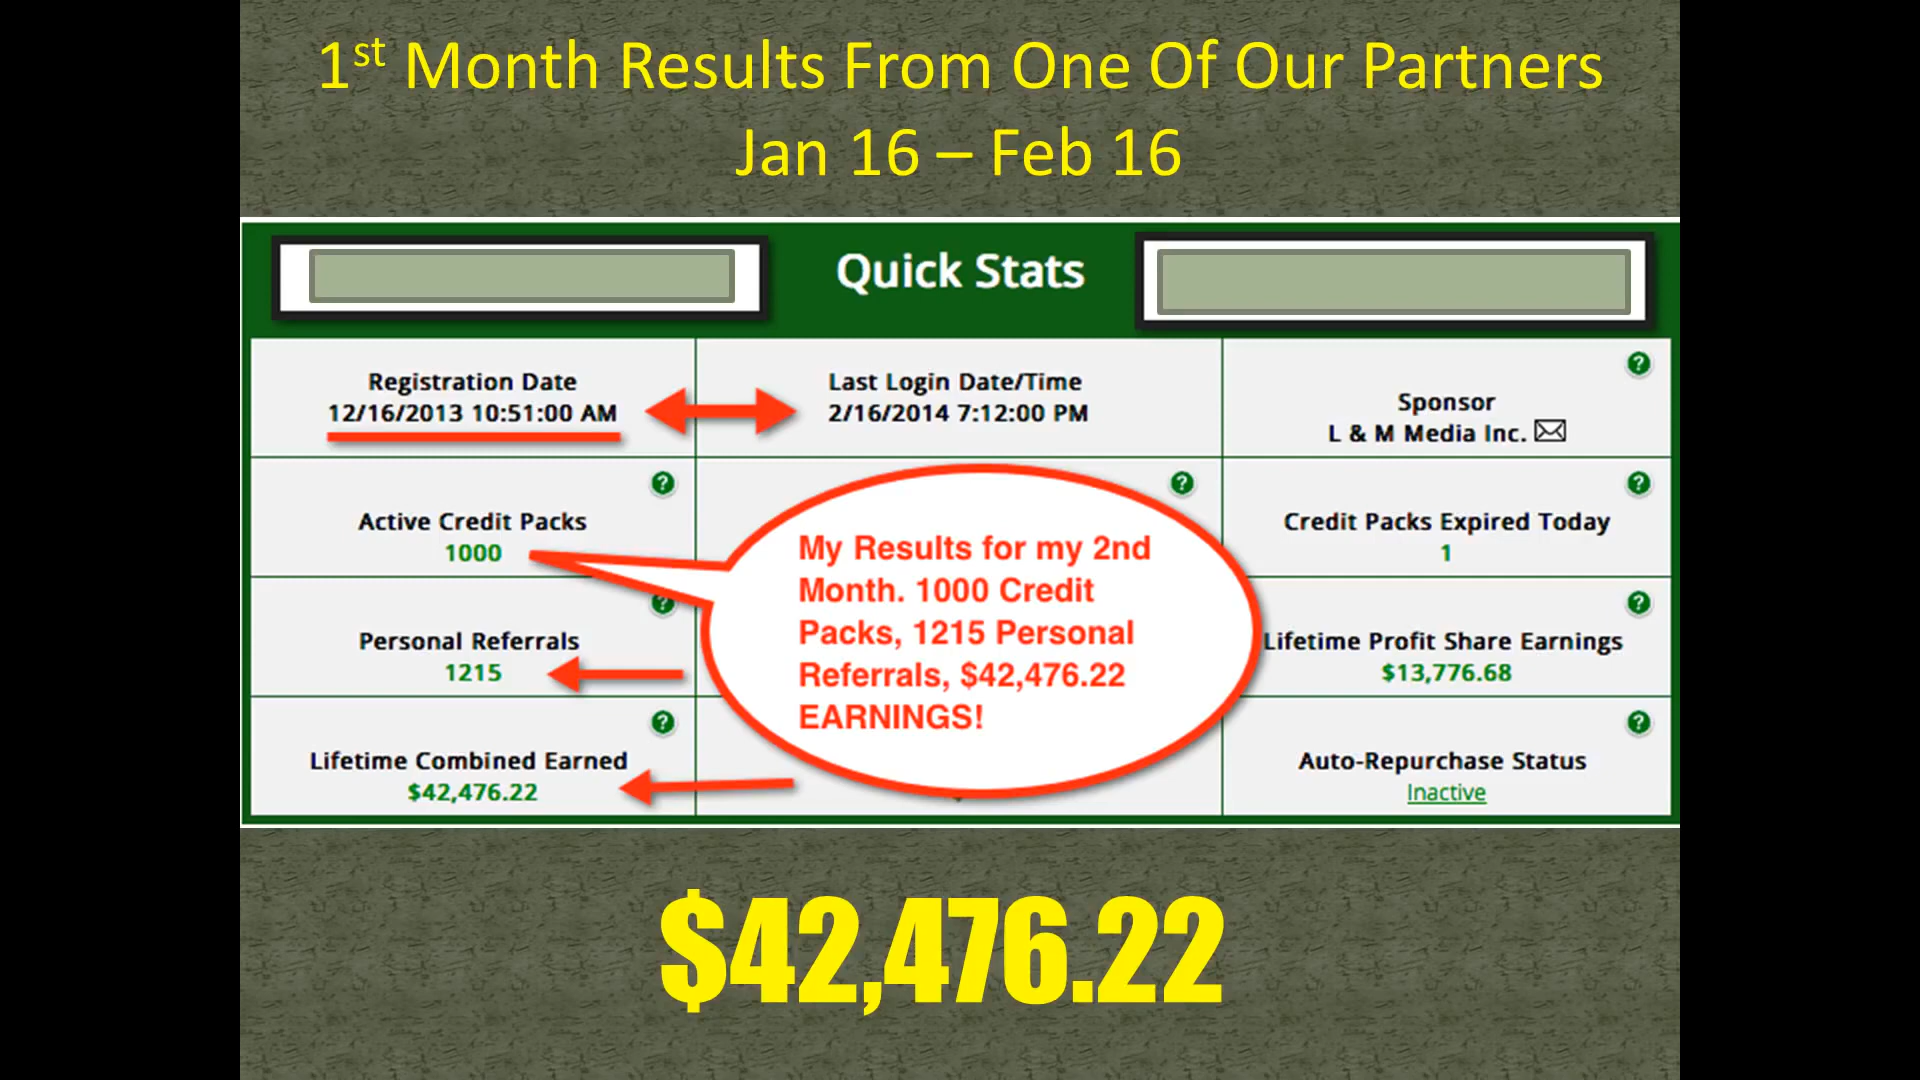 1st Month Results From One Of Our Partners
Jan 16 – Feb 16
Quick Stats
Registration Date
12/16/2013 10:51:00 AM
Last Login Date/Time
2/16/2014 7:12:00 PM
?
Sponsor
L & M Media Inc.
?
Active Credit Packs
1000
?
?
Credit Packs Expired Today
1
My Results for my 2nd
Month. 1000 Credit
Packs, 1215 Personal
Referrals, $42,476.22
EARNINGS!
?
Personal Referrals
1215
?
Lifetime Profit Share Earnings
$13,776.68
?
Lifetime Combined Earned
$42,476.22
?
Auto-Repurchase Status
Inactive
$42,476.22